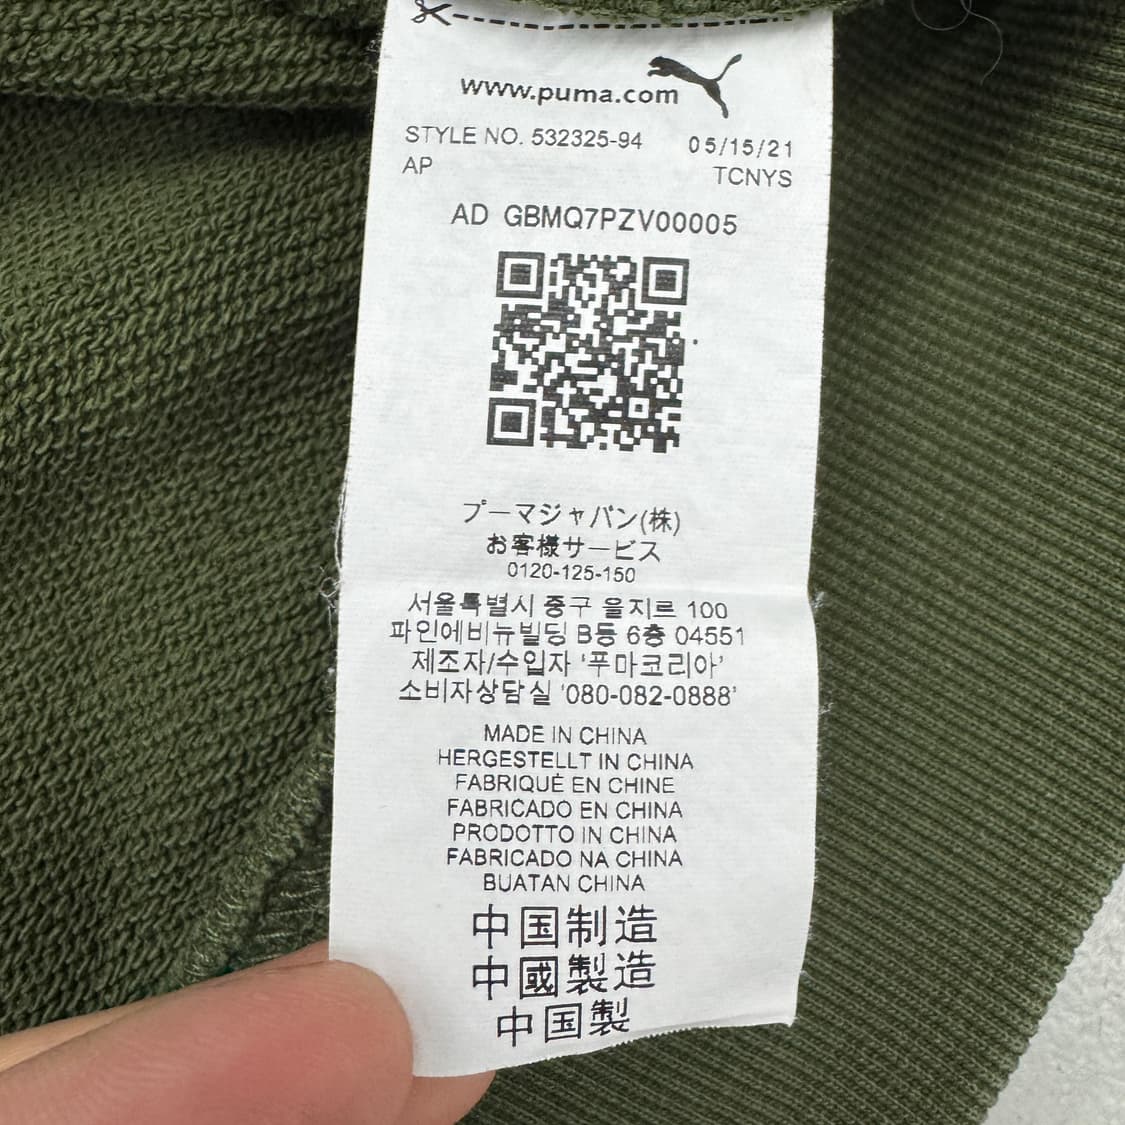 www.puma.com
STYLE NO. 532325-94 05/15/21
AP TCNYS
AD GBMQ7PZV00005
プーマジャパン(株)
お客様サービス
0120-125-150
서울특별시 중구 을지르 100
파인에비뉴빌딩 B등 6층 04551
제조자/수입자 '푸마코리아'
소비자상담실 '080-082-0888'
MADE IN CHINA
HERGESTELLT IN CHINA
FABRIQUÉ EN CHINE
FABRICADO EN CHINA
PRODOTTO IN CHINA
FABRICADO NA CHINA
BUATAN CHINA
中国制造
中國製造
中国製